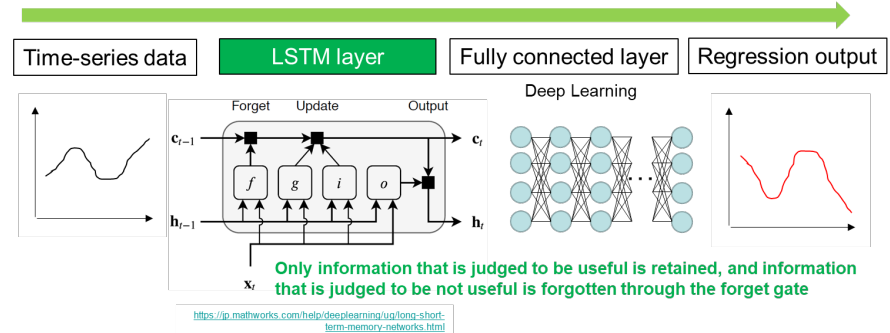 Time-series data
LSTM layer
Fully connected layer
Regression output
Deep Learning
Forget Update Output
c_{t-1}
c_t
f g i o
h_{t-1}
h_t
x_t
...
Only information that is judged to be useful is retained, and information
that is judged to be not useful is forgotten through the forget gate
https://jp.mathworks.com/help/deeplearning/ug/long-short-
term-memory-networks.html